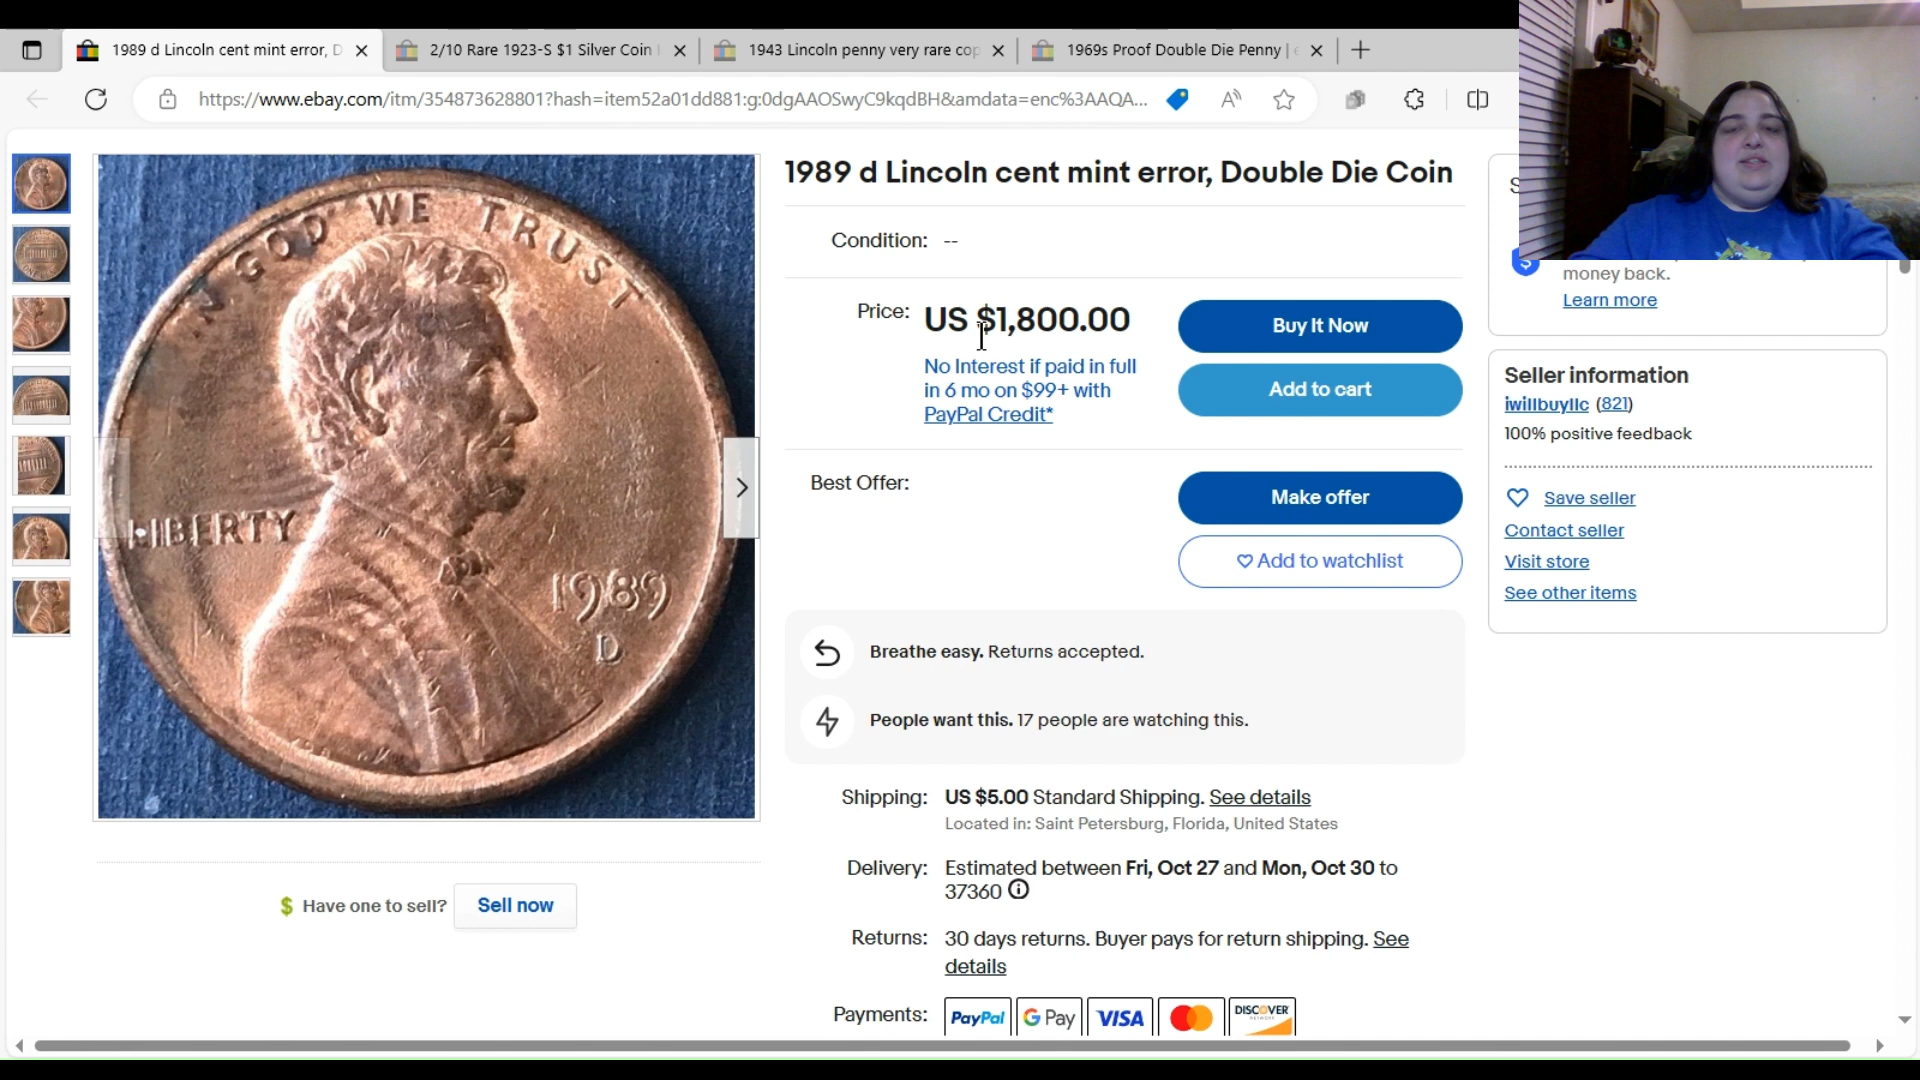 1989 d Lincoln cent mint error, D
2/10 Rare 1923-S $1 Silver Coin
1943 Lincoln penny very rare cop
1969s Proof Double Die Penny | e
https://www.ebay.com/itm/354873628801?hash=item52a01dd881:g:0dgAAOSwyC9kqdBH&amdata=enc%3AAQA...
IN GOD WE TRUST
LIBERTY
1989
D
1989 d Lincoln cent mint error, Double Die Coin
Condition: --
Price: US $1,800.00
Buy It Now
No Interest if paid in full
in 6 mo on $99+ with
PayPal Credit*
Add to cart
Best Offer:
Make offer
Add to watchlist
Breathe easy. Returns accepted.
People want this. 17 people are watching this.
Shipping: US $5.00 Standard Shipping. See details
Located in: Saint Petersburg, Florida, United States
Delivery: Estimated between Fri, Oct 27 and Mon, Oct 30 to
37360
Returns: 30 days returns. Buyer pays for return shipping. See
details
Payments: PayPal G Pay VISA DISCOVER
$ Have one to sell? Sell now
S
$
money back.
Learn more
Seller information
iwillbuyllc (821)
100% positive feedback
Save seller
Contact seller
Visit store
See other items